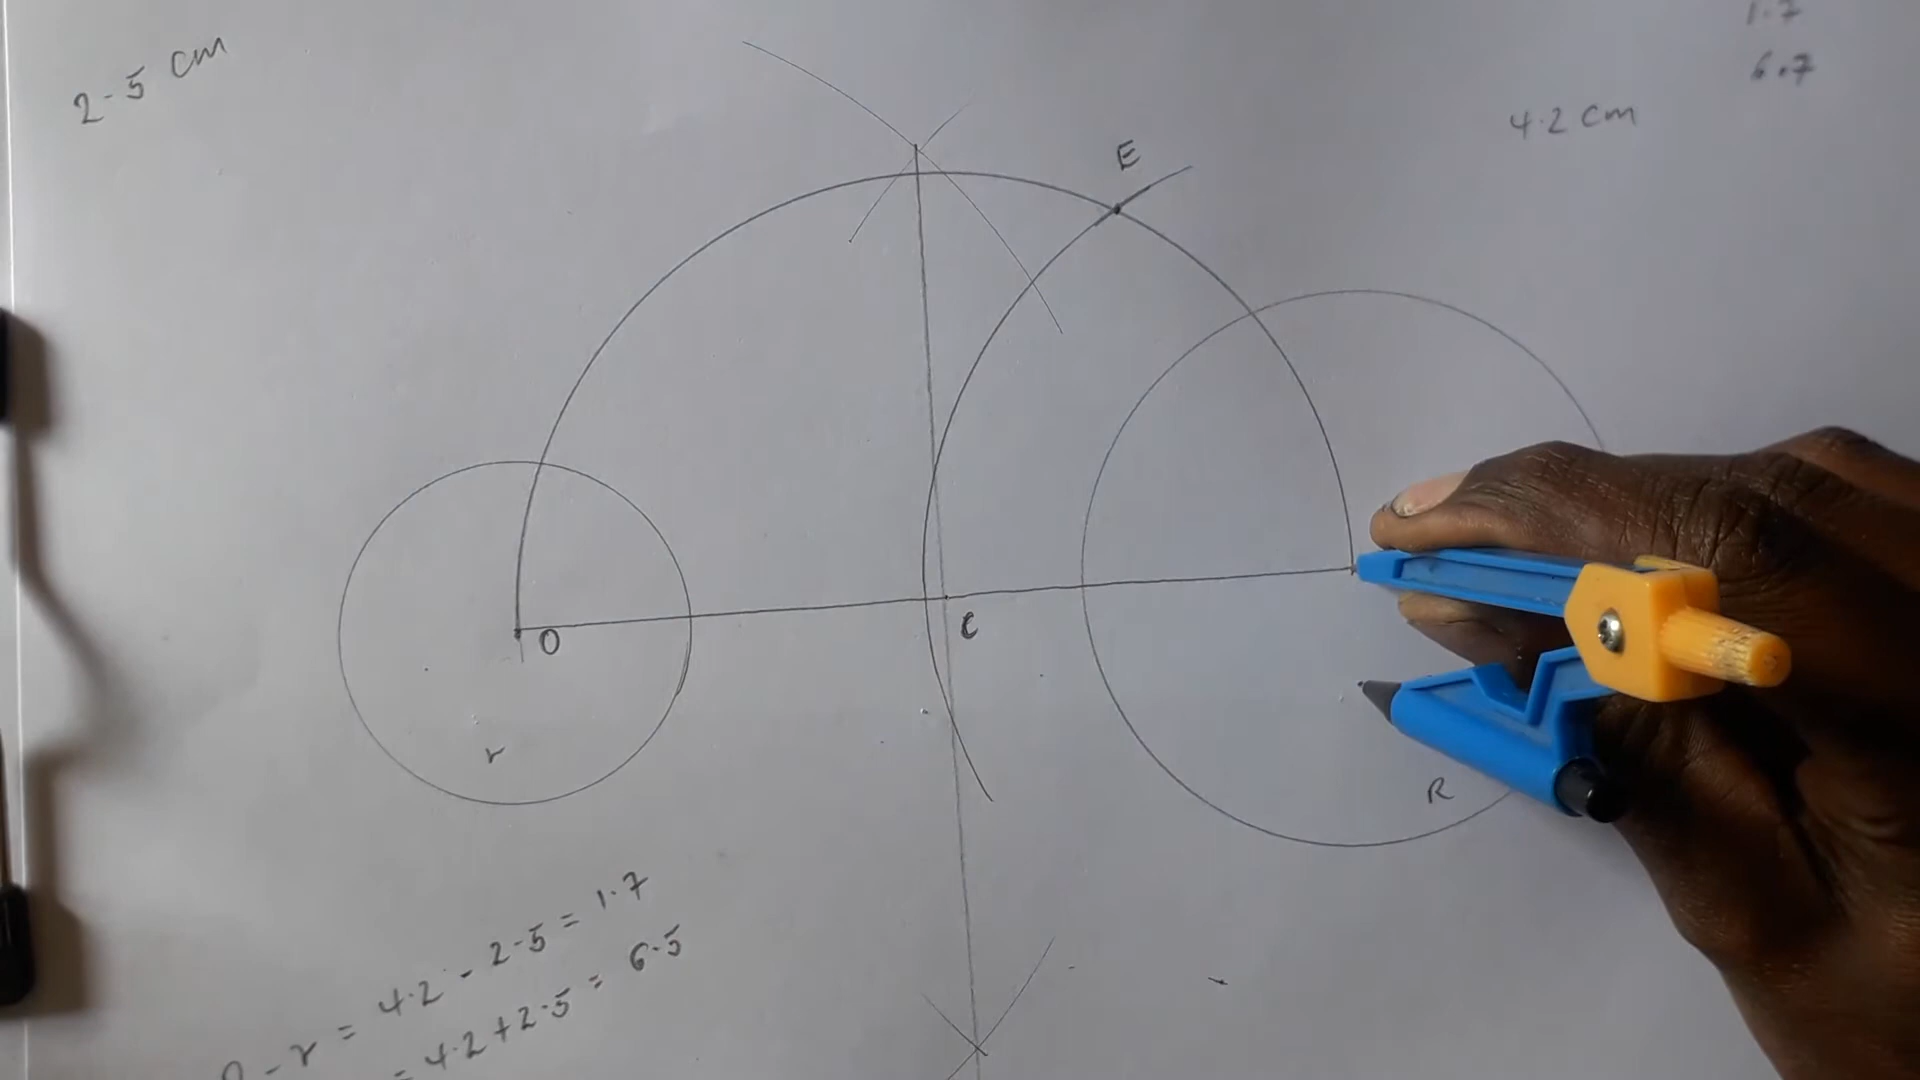 2.5 cm
1.7
6.7
4.2 cm
E
O
C
r
R
R - r = 4.2 - 2.5 = 1.7
= 4.2 + 2.5 = 6.5